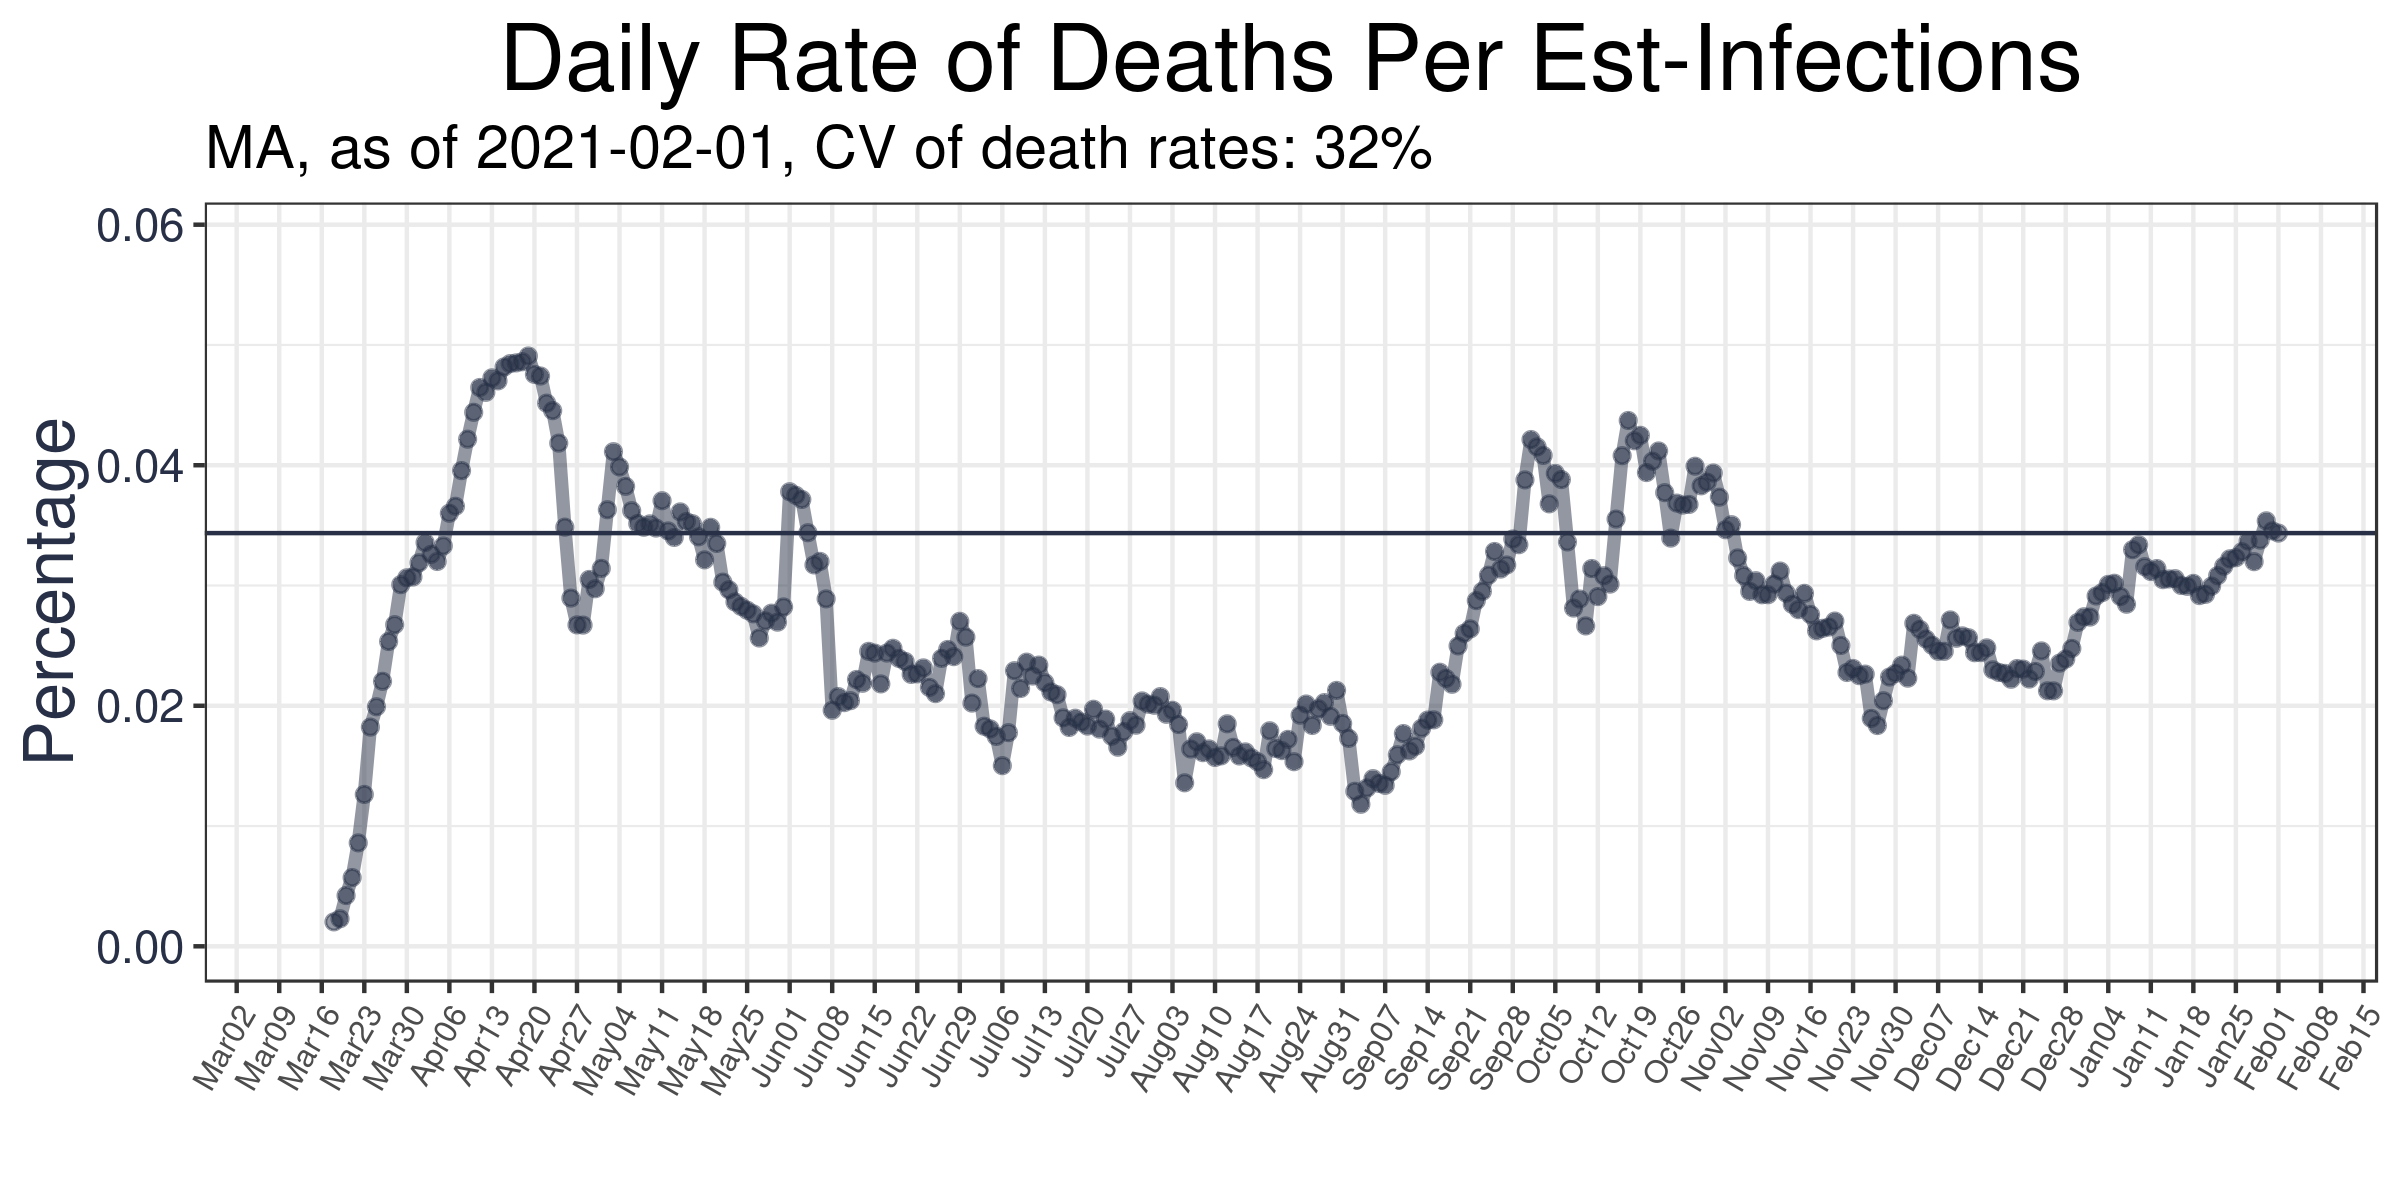 Daily Rate of Deaths Per Est-Infections
MA, as of 2021-02-01, CV of death rates: 32%
Percentage
0.06
0.04
0.02
0.00
Mar02 Mar09 Mar16 Mar23 Mar30 Apr06 Apr13 Apr20 Apr27 May04 May11 May18 May25 Jun01 Jun08 Jun15 Jun22 Jun29 Jul06 Jul13 Jul20 Jul27 Aug03 Aug10 Aug17 Aug24 Aug31 Sep07 Sep14 Sep21 Sep28 Oct05 Oct12 Oct19 Oct26 Nov02 Nov09 Nov16 Nov23 Nov30 Dec07 Dec14 Dec21 Dec28 Jan04 Jan11 Jan18 Jan25 Feb01 Feb08 Feb15